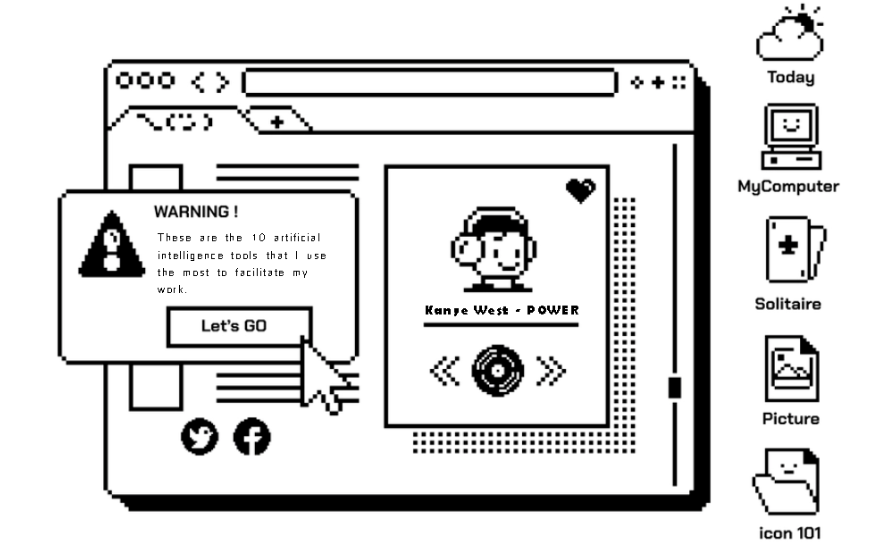 Today
MyComputer
WARNING !
These are the 10 artificial
intelligence tools that I use
the most to facilitate my
work.
Let's GO
Kanye West - POWER
Solitaire
Picture
icon 101